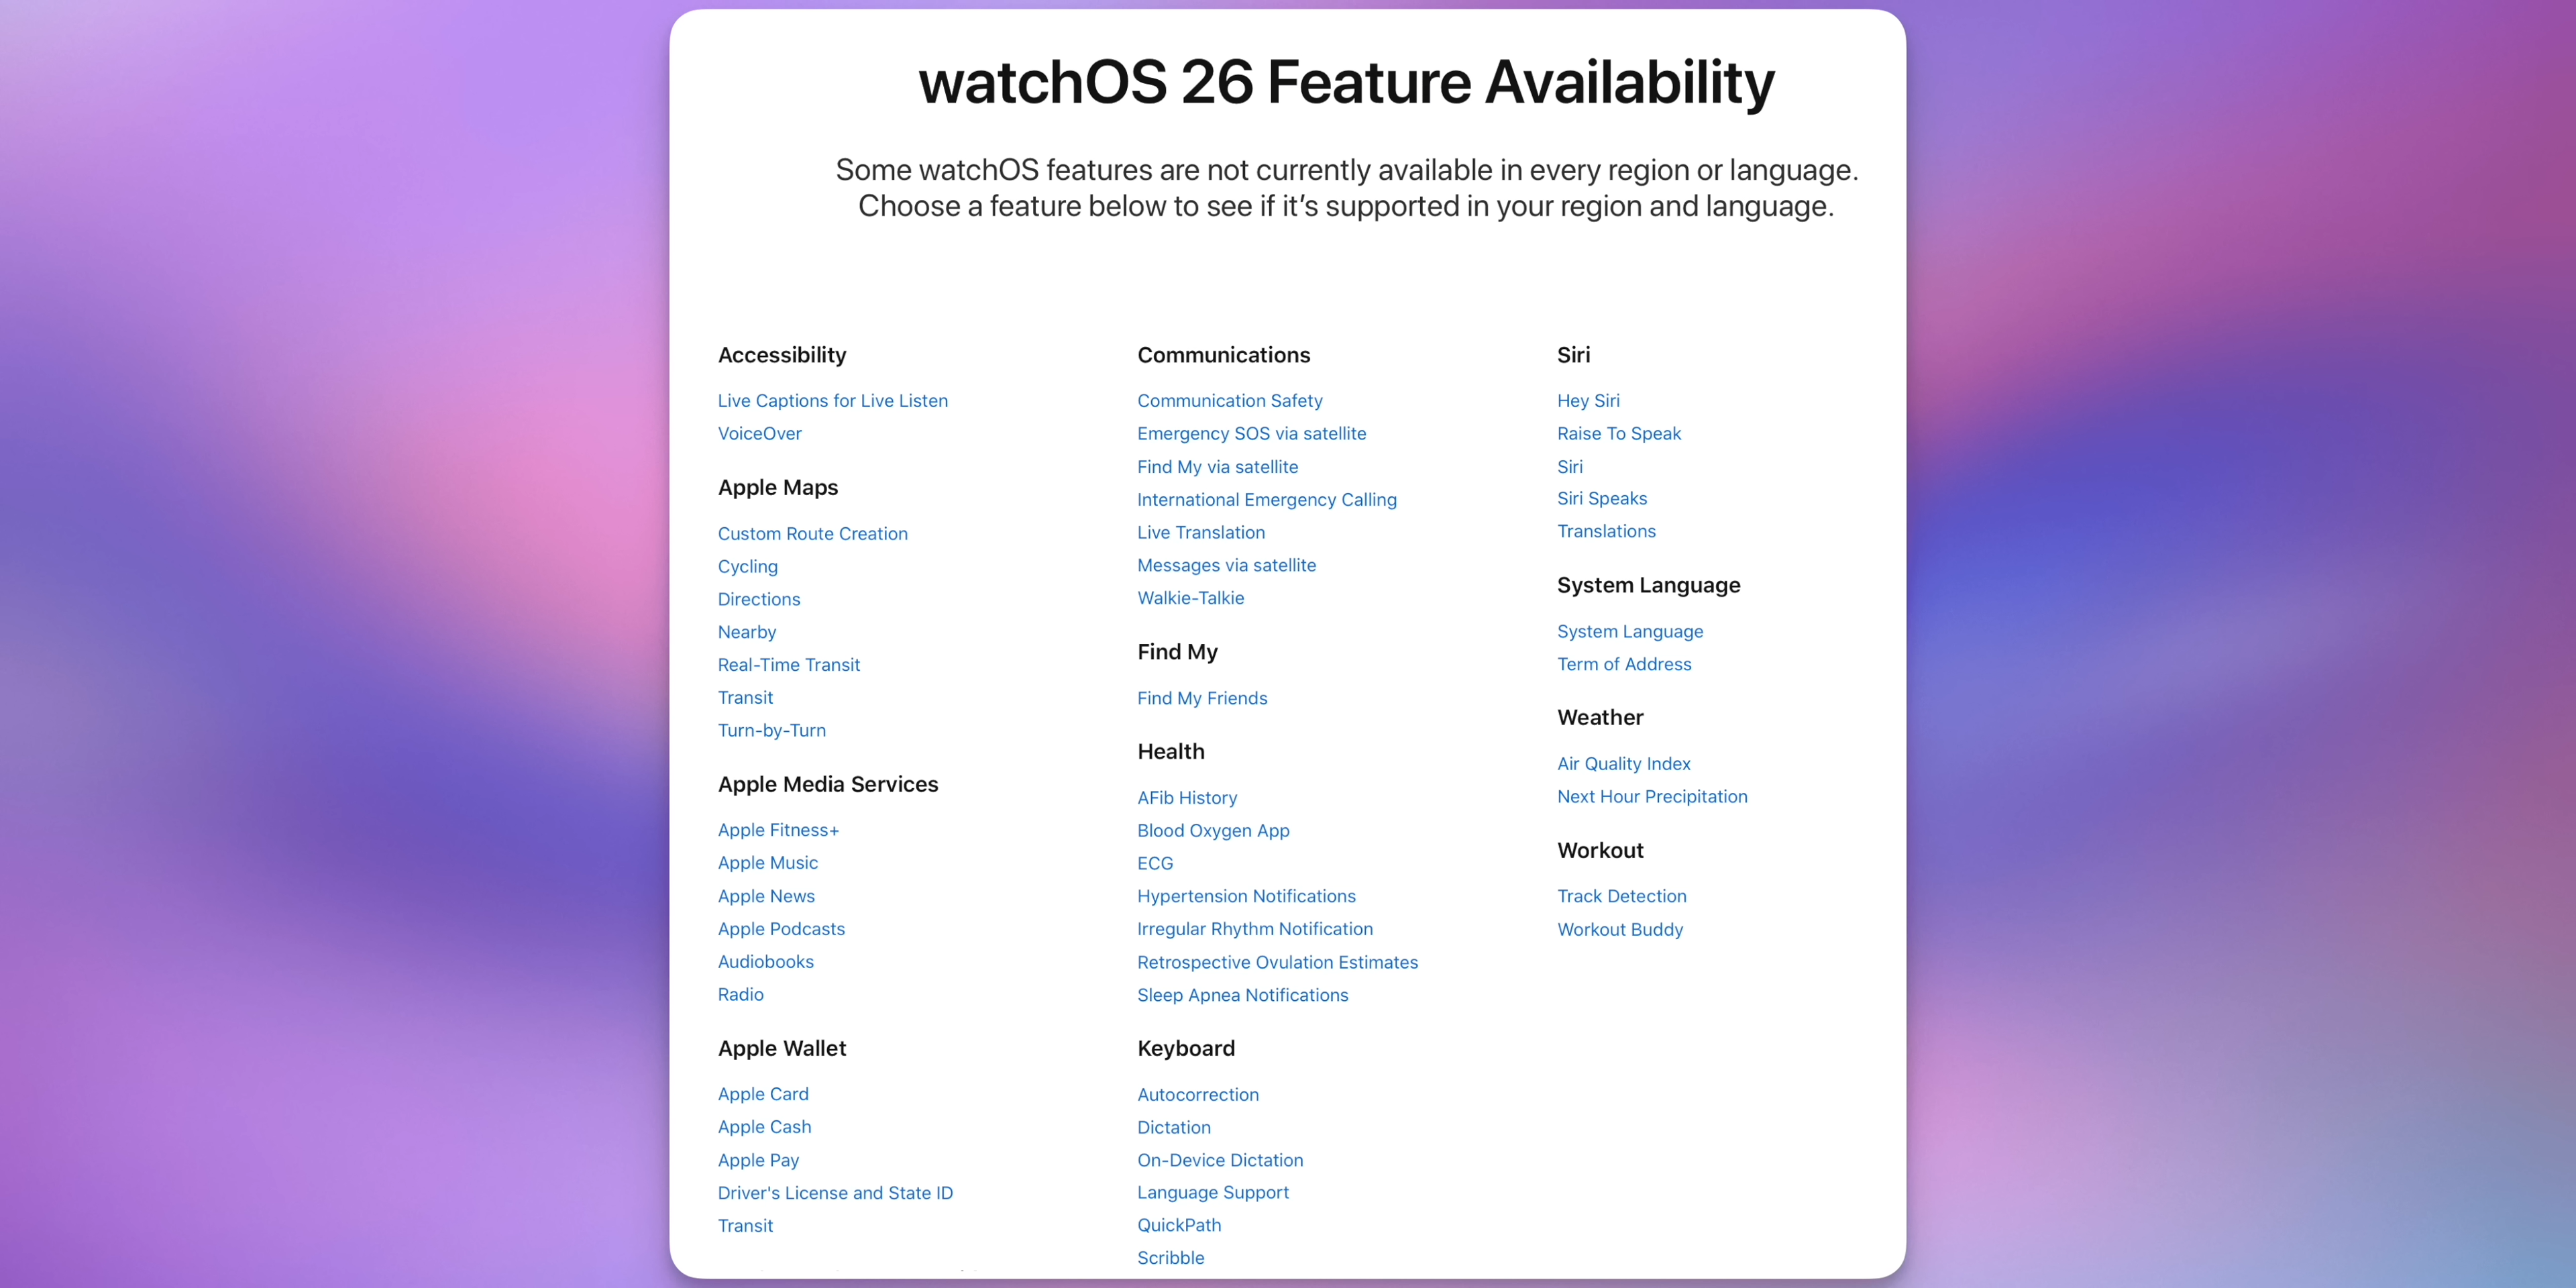 watchOS 26 Feature Availability
Some watchOS features are not currently available in every region or language.
Choose a feature below to see if it’s supported in your region and language.
Accessibility
Live Captions for Live Listen
VoiceOver
Apple Maps
Custom Route Creation
Cycling
Directions
Nearby
Real-Time Transit
Transit
Turn-by-Turn
Apple Media Services
Apple Fitness+
Apple Music
Apple News
Apple Podcasts
Audiobooks
Radio
Apple Wallet
Apple Card
Apple Cash
Apple Pay
Driver's License and State ID
Transit
Communications
Communication Safety
Emergency SOS via satellite
Find My via satellite
International Emergency Calling
Live Translation
Messages via satellite
Walkie-Talkie
Find My
Find My Friends
Health
AFib History
Blood Oxygen App
ECG
Hypertension Notifications
Irregular Rhythm Notification
Retrospective Ovulation Estimates
Sleep Apnea Notifications
Keyboard
Autocorrection
Dictation
On-Device Dictation
Language Support
QuickPath
Scribble
Siri
Hey Siri
Raise To Speak
Siri
Siri Speaks
Translations
System Language
System Language
Term of Address
Weather
Air Quality Index
Next Hour Precipitation
Workout
Track Detection
Workout Buddy